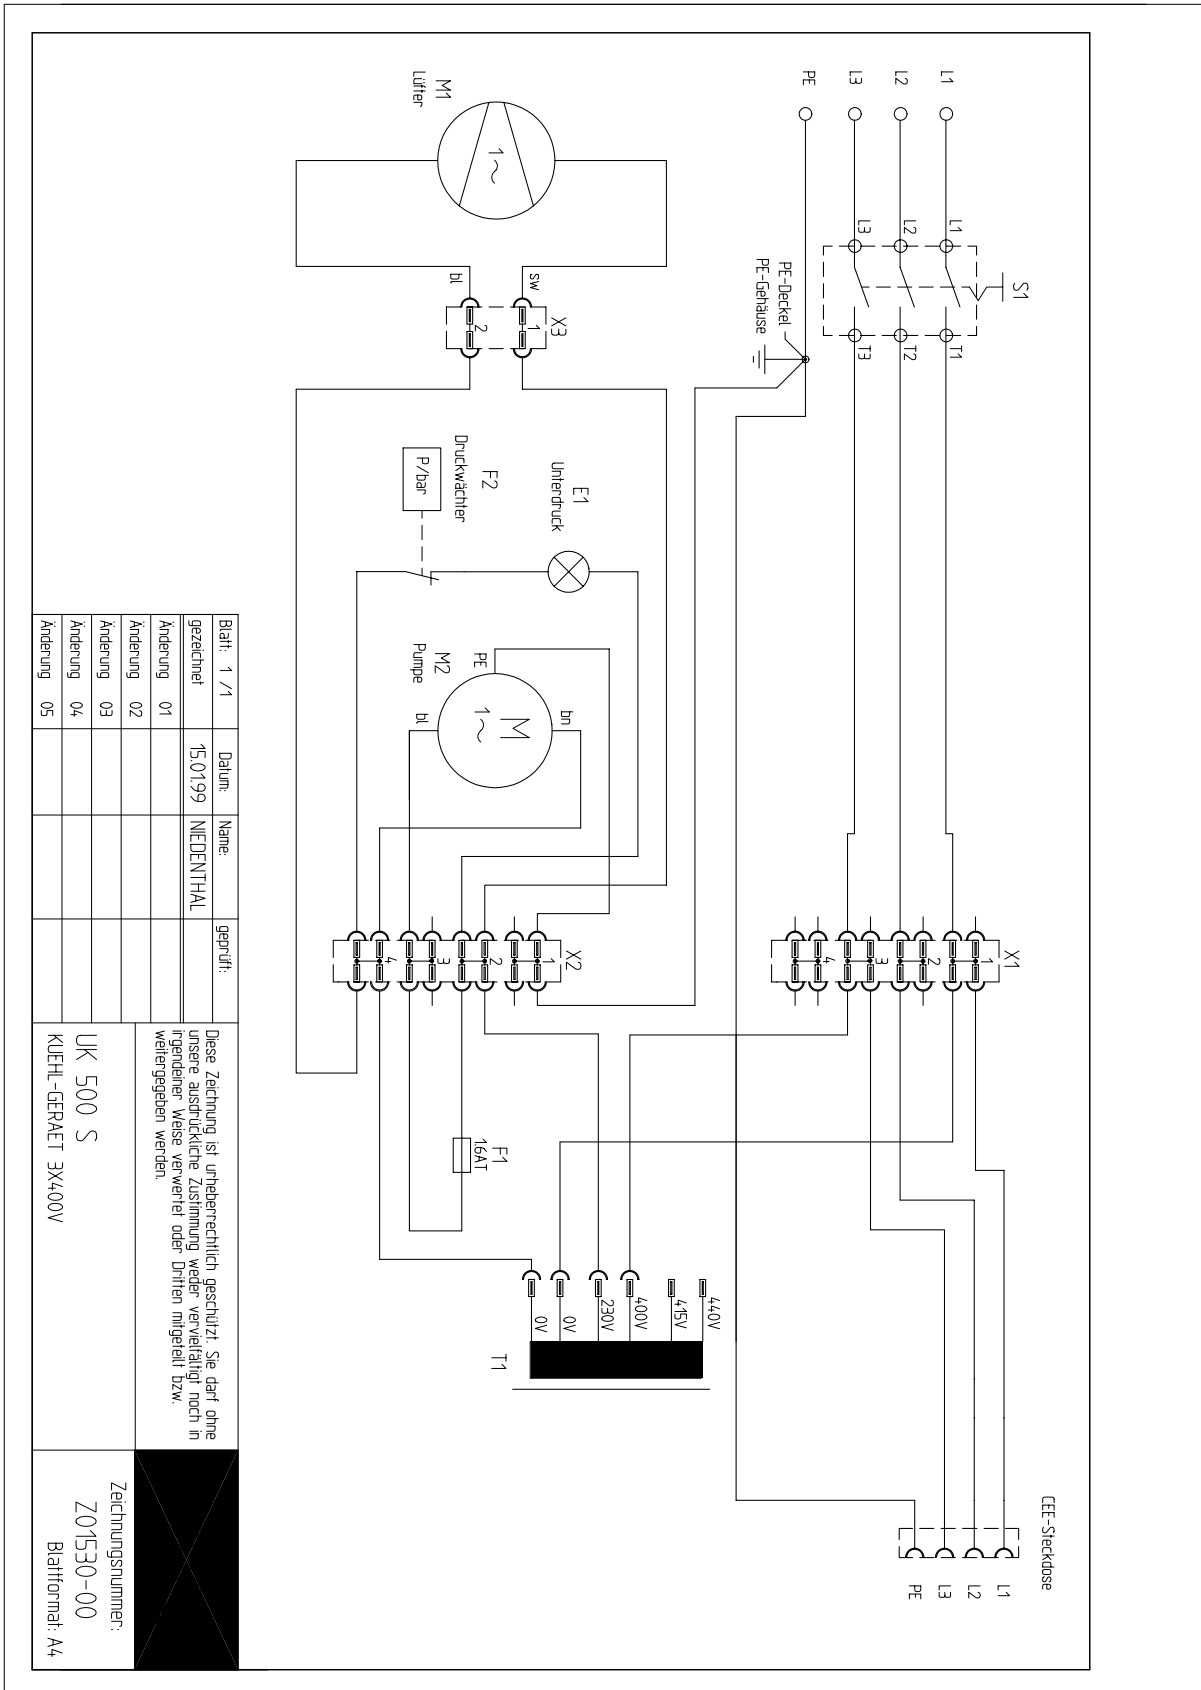 L1
L2
L3
PE
S1
L1
L2
L3
T1
T2
T3
PE-Deckel
PE-Gehäuse
M1
Lüfter
1~
sw
bl
X3
1
2
E1
Unterdruck
F2
Druckwächter
P/bar
M2
Pumpe
PE
M
1~
bn
bl
X1
1
2
3
4
X2
1
2
3
4
F1
1.6AT
440V
415V
400V
230V
0V
0V
T1
CEE-Steckdose
L1
L2
L3
PE
Blatt: 1 /1
Datum:
Name:
geprüft:
gezeichnet
15.01.99
NIEDENTHAL
Änderung 01
Änderung 02
Änderung 03
Änderung 04
Änderung 05
Diese Zeichnung ist urheberrechtlich geschützt. Sie darf ohne
unsere ausdrückliche Zustimmung weder vervielfältigt noch in
irgendeiner Weise verwertet oder Dritten mitgeteilt bzw.
weitergegeben werden.
UK 500 S
KUEHL-GERAET 3X400V
Zeichnungsnummer:
Z01530-00
Blattformat: A4